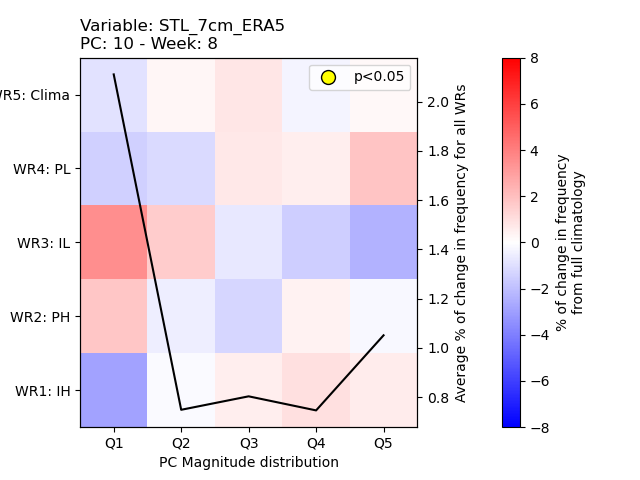 Variable: STL_7cm_ERA5
PC: 10 - Week: 8
p<0.05
R5: Clima
WR4: PL
WR3: IL
WR2: PH
WR1: IH
Q1 Q2 Q3 Q4 Q5
PC Magnitude distribution
2.0
1.8
1.6
1.4
1.2
1.0
0.8
Average % of change in frequency for all WRs
8
6
4
2
0
−2
−4
−6
−8
% of change in frequency
from full climatology